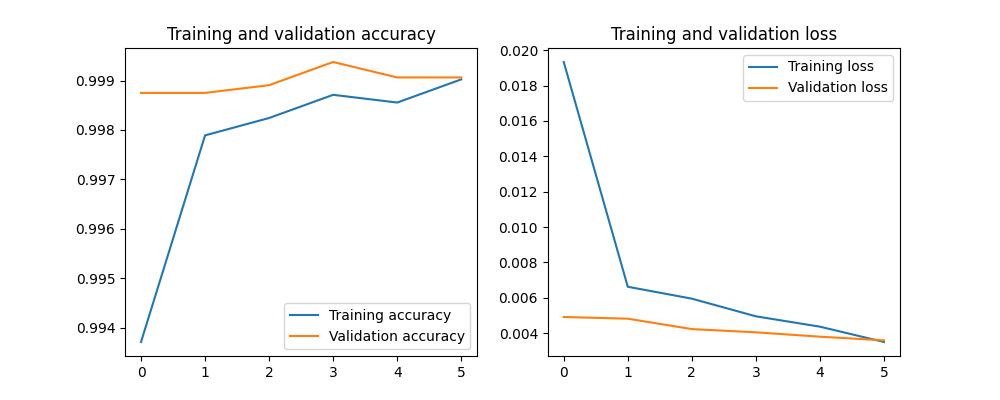 Training and validation accuracy
0.999
0.998
0.997
0.996
0.995
0.994
Training accuracy
Validation accuracy
0 1 2 3 4 5
Training and validation loss
0.020
0.018
0.016
0.014
0.012
0.010
0.008
0.006
0.004
Training loss
Validation loss
0 1 2 3 4 5